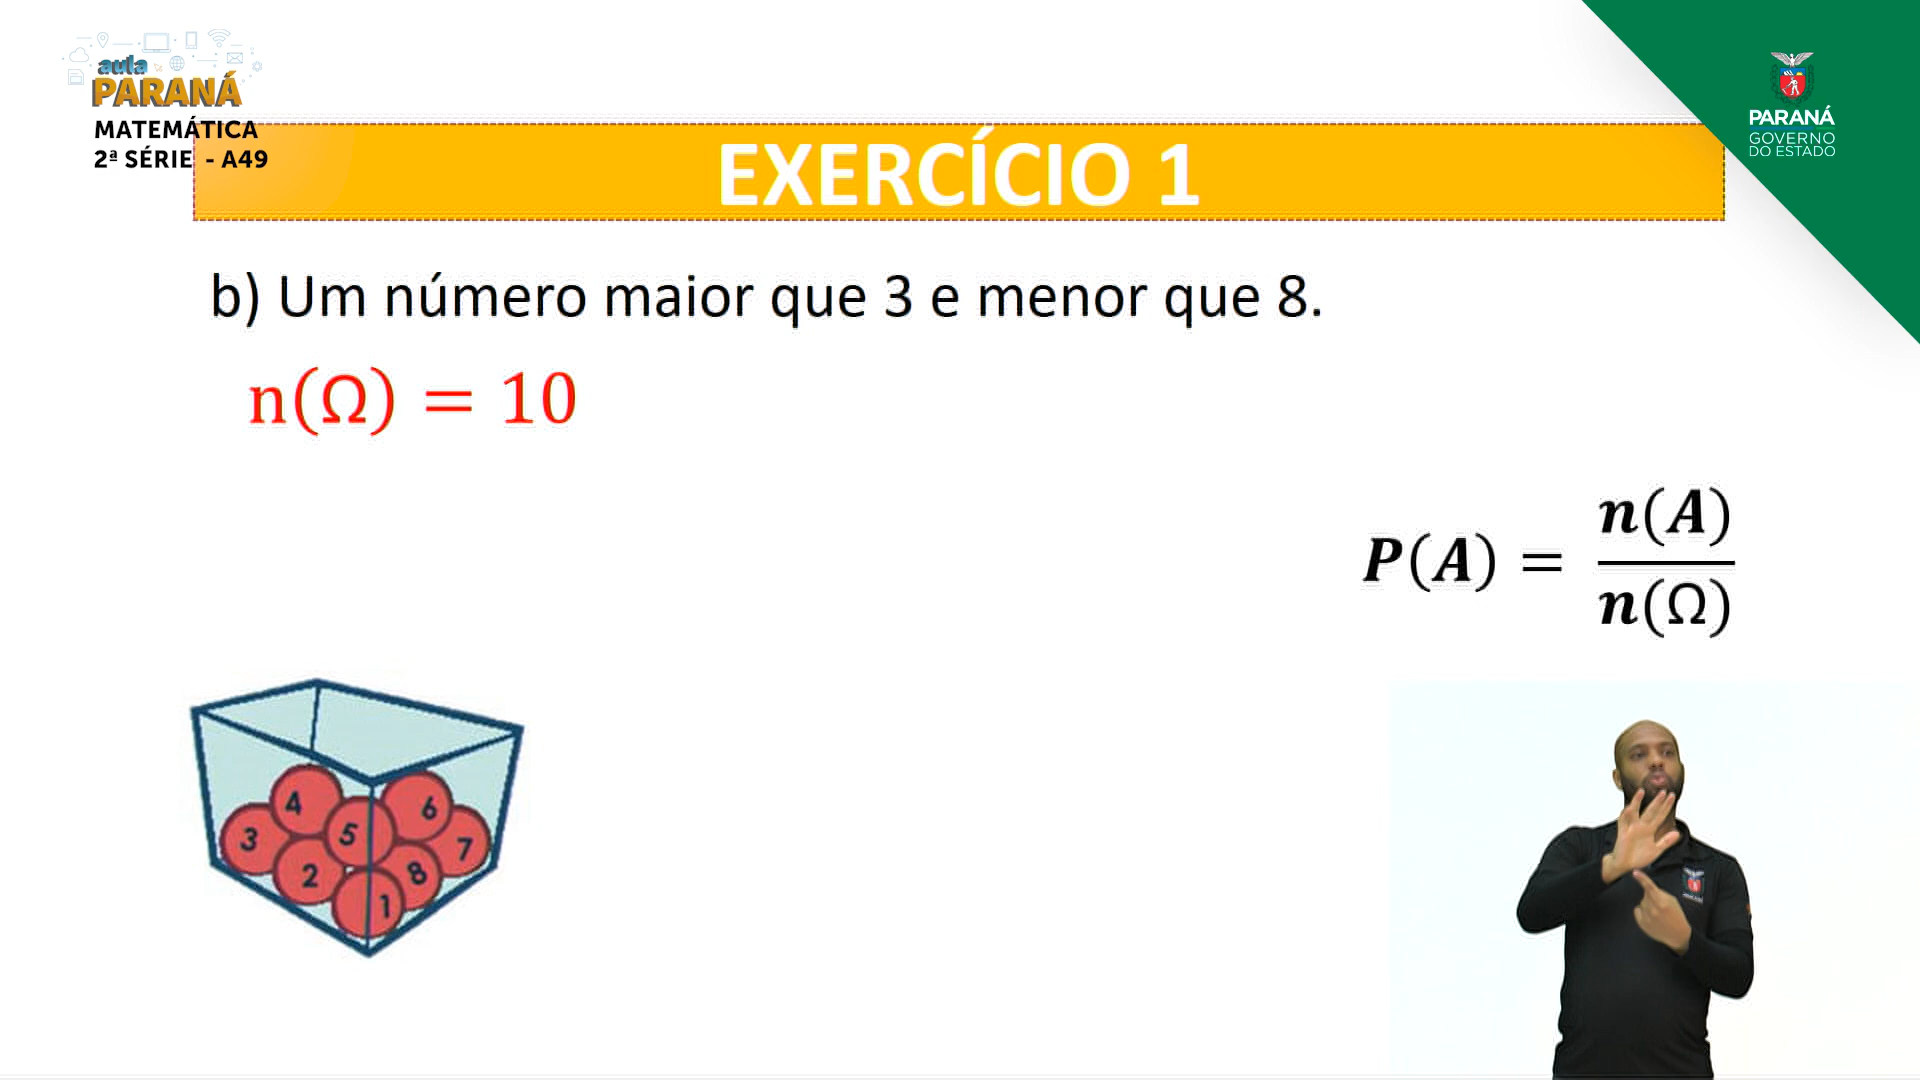 aula
PARANÁ
MATEMÁTICA
2ª SÉRIE - A49
PARANÁ
GOVERNO
DO ESTADO
EXERCÍCIO 1
b) Um número maior que 3 e menor que 8.
n(Ω) = 10
P(A) = n(A)/n(Ω)
4 6
3 5 7
2 8
1